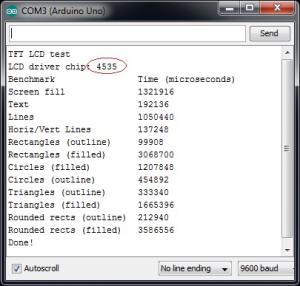 COM3 (Arduino Uno)
Send
TFT LCD test
LCD driver chip: 4535
Benchmark Time (microseconds)
Screen fill 1321916
Text 192136
Lines 1050440
Horiz/Vert Lines 137248
Rectangles (outline) 99908
Rectangles (filled) 3068700
Circles (filled) 1207848
Circles (outline) 454892
Triangles (outline) 333340
Triangles (filled) 1665396
Rounded rects (outline) 212940
Rounded rects (filled) 3586556
Done!
Autoscroll No line ending 9600 baud